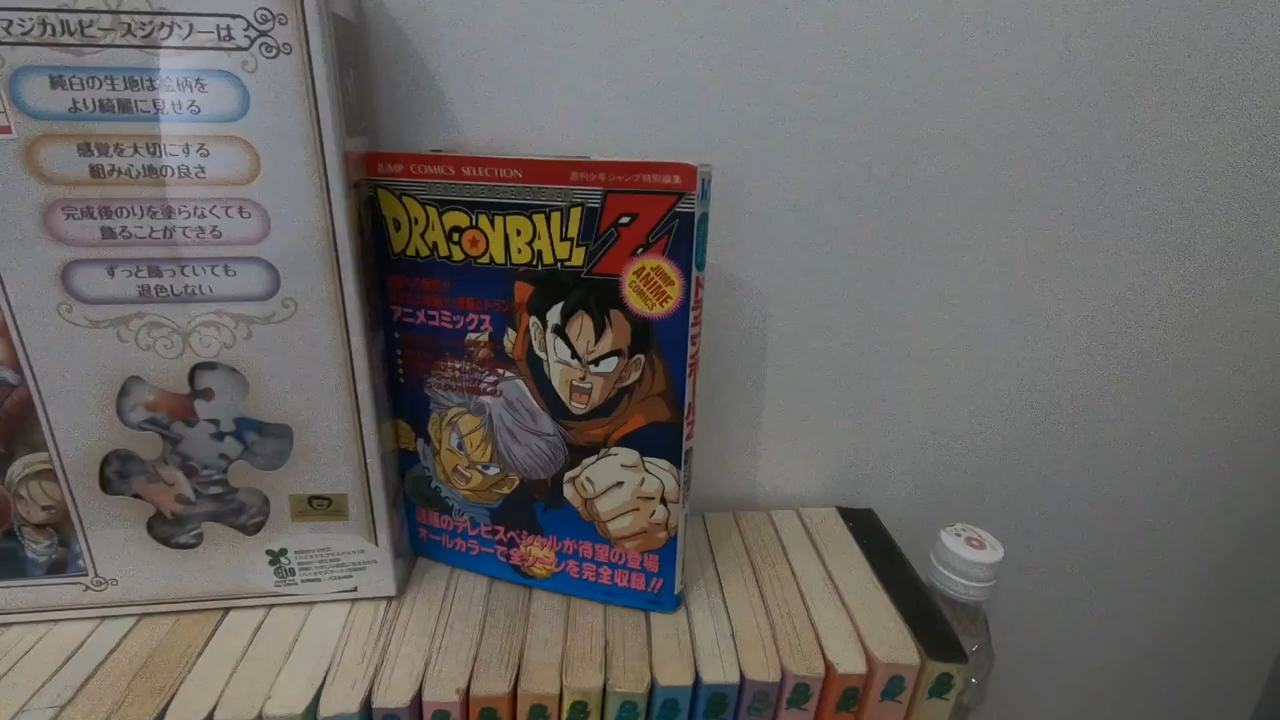 マジカルピースジグソーは
純白の生地は絵柄を
より綺麗に見せる
感覚を大切にする
組み心地の良さ
完成後のりを塗らなくても
飾ることができる
ずっと飾っていても
退色しない
JUMP COMICS SELECTION
週刊少年ジャンプ特別編集
DRAGONBALL Z
JUMP
ANIME
COMICS
アニメコミックス
話題のテレビスペシャルが待望の登場
オールカラーで全シーンを完全収録!!